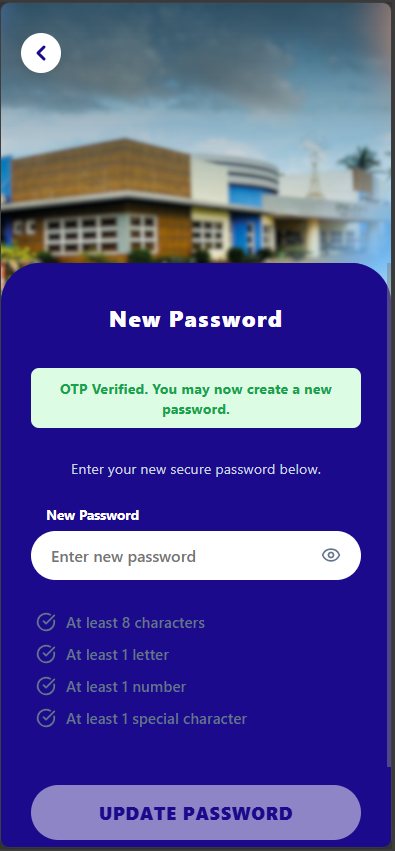 New Password
OTP Verified. You may now create a new
password.
Enter your new secure password below.
New Password
Enter new password
At least 8 characters
At least 1 letter
At least 1 number
At least 1 special character
UPDATE PASSWORD